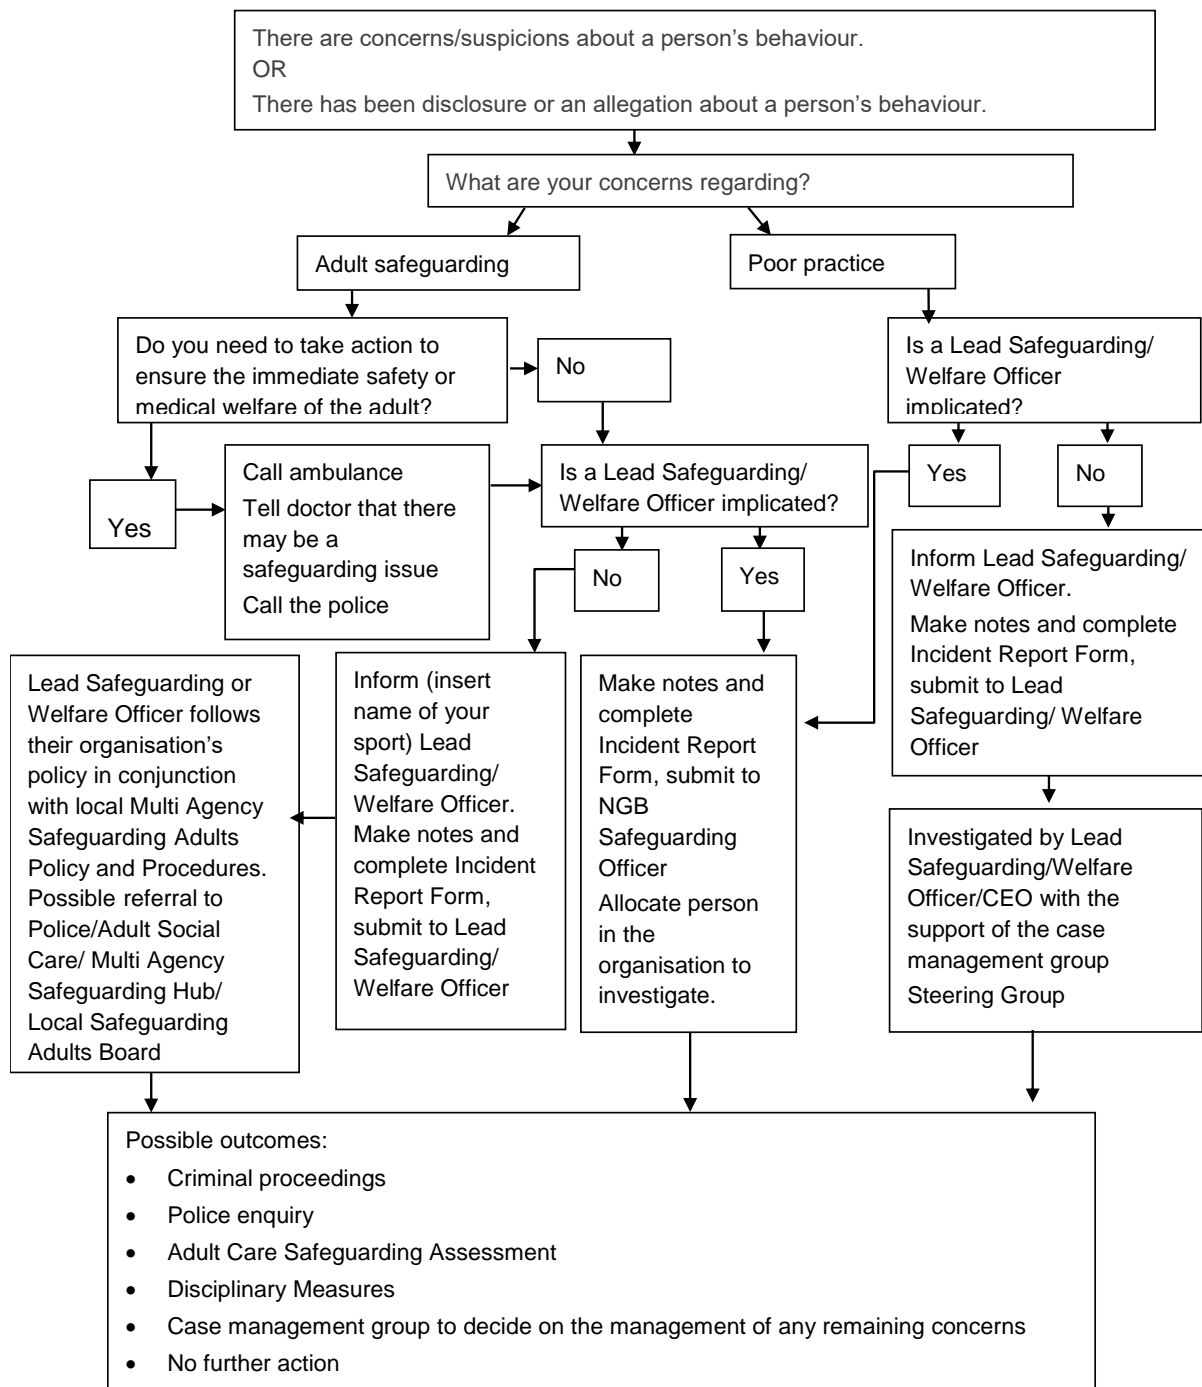 There are concerns/suspicions about a person’s behaviour.
OR
There has been disclosure or an allegation about a person’s behaviour.
What are your concerns regarding?
Adult safeguarding
Poor practice
Do you need to take action to
ensure the immediate safety or
medical welfare of the adult?
No
Is a Lead Safeguarding/
Welfare Officer
implicated?
Yes
Call ambulance
Tell doctor that there
may be a
safeguarding issue
Call the police
Is a Lead Safeguarding/
Welfare Officer implicated?
Yes
No
No
Yes
Inform Lead Safeguarding/
Welfare Officer.
Make notes and complete
Incident Report Form,
submit to Lead
Safeguarding/ Welfare
Officer
Lead Safeguarding or
Welfare Officer follows
their organisation’s
policy in conjunction
with local Multi Agency
Safeguarding Adults
Policy and Procedures.
Possible referral to
Police/Adult Social
Care/ Multi Agency
Safeguarding Hub/
Local Safeguarding
Adults Board
Inform (insert
name of your
sport) Lead
Safeguarding/
Welfare Officer.
Make notes and
complete Incident
Report Form,
submit to Lead
Safeguarding/
Welfare Officer
Make notes and
complete
Incident Report
Form, submit to
NGB
Safeguarding
Officer
Allocate person
in the
organisation to
investigate.
Investigated by Lead
Safeguarding/Welfare
Officer/CEO with the
support of the case
management group
Steering Group
Possible outcomes:
• Criminal proceedings
• Police enquiry
• Adult Care Safeguarding Assessment
• Disciplinary Measures
• Case management group to decide on the management of any remaining concerns
• No further action